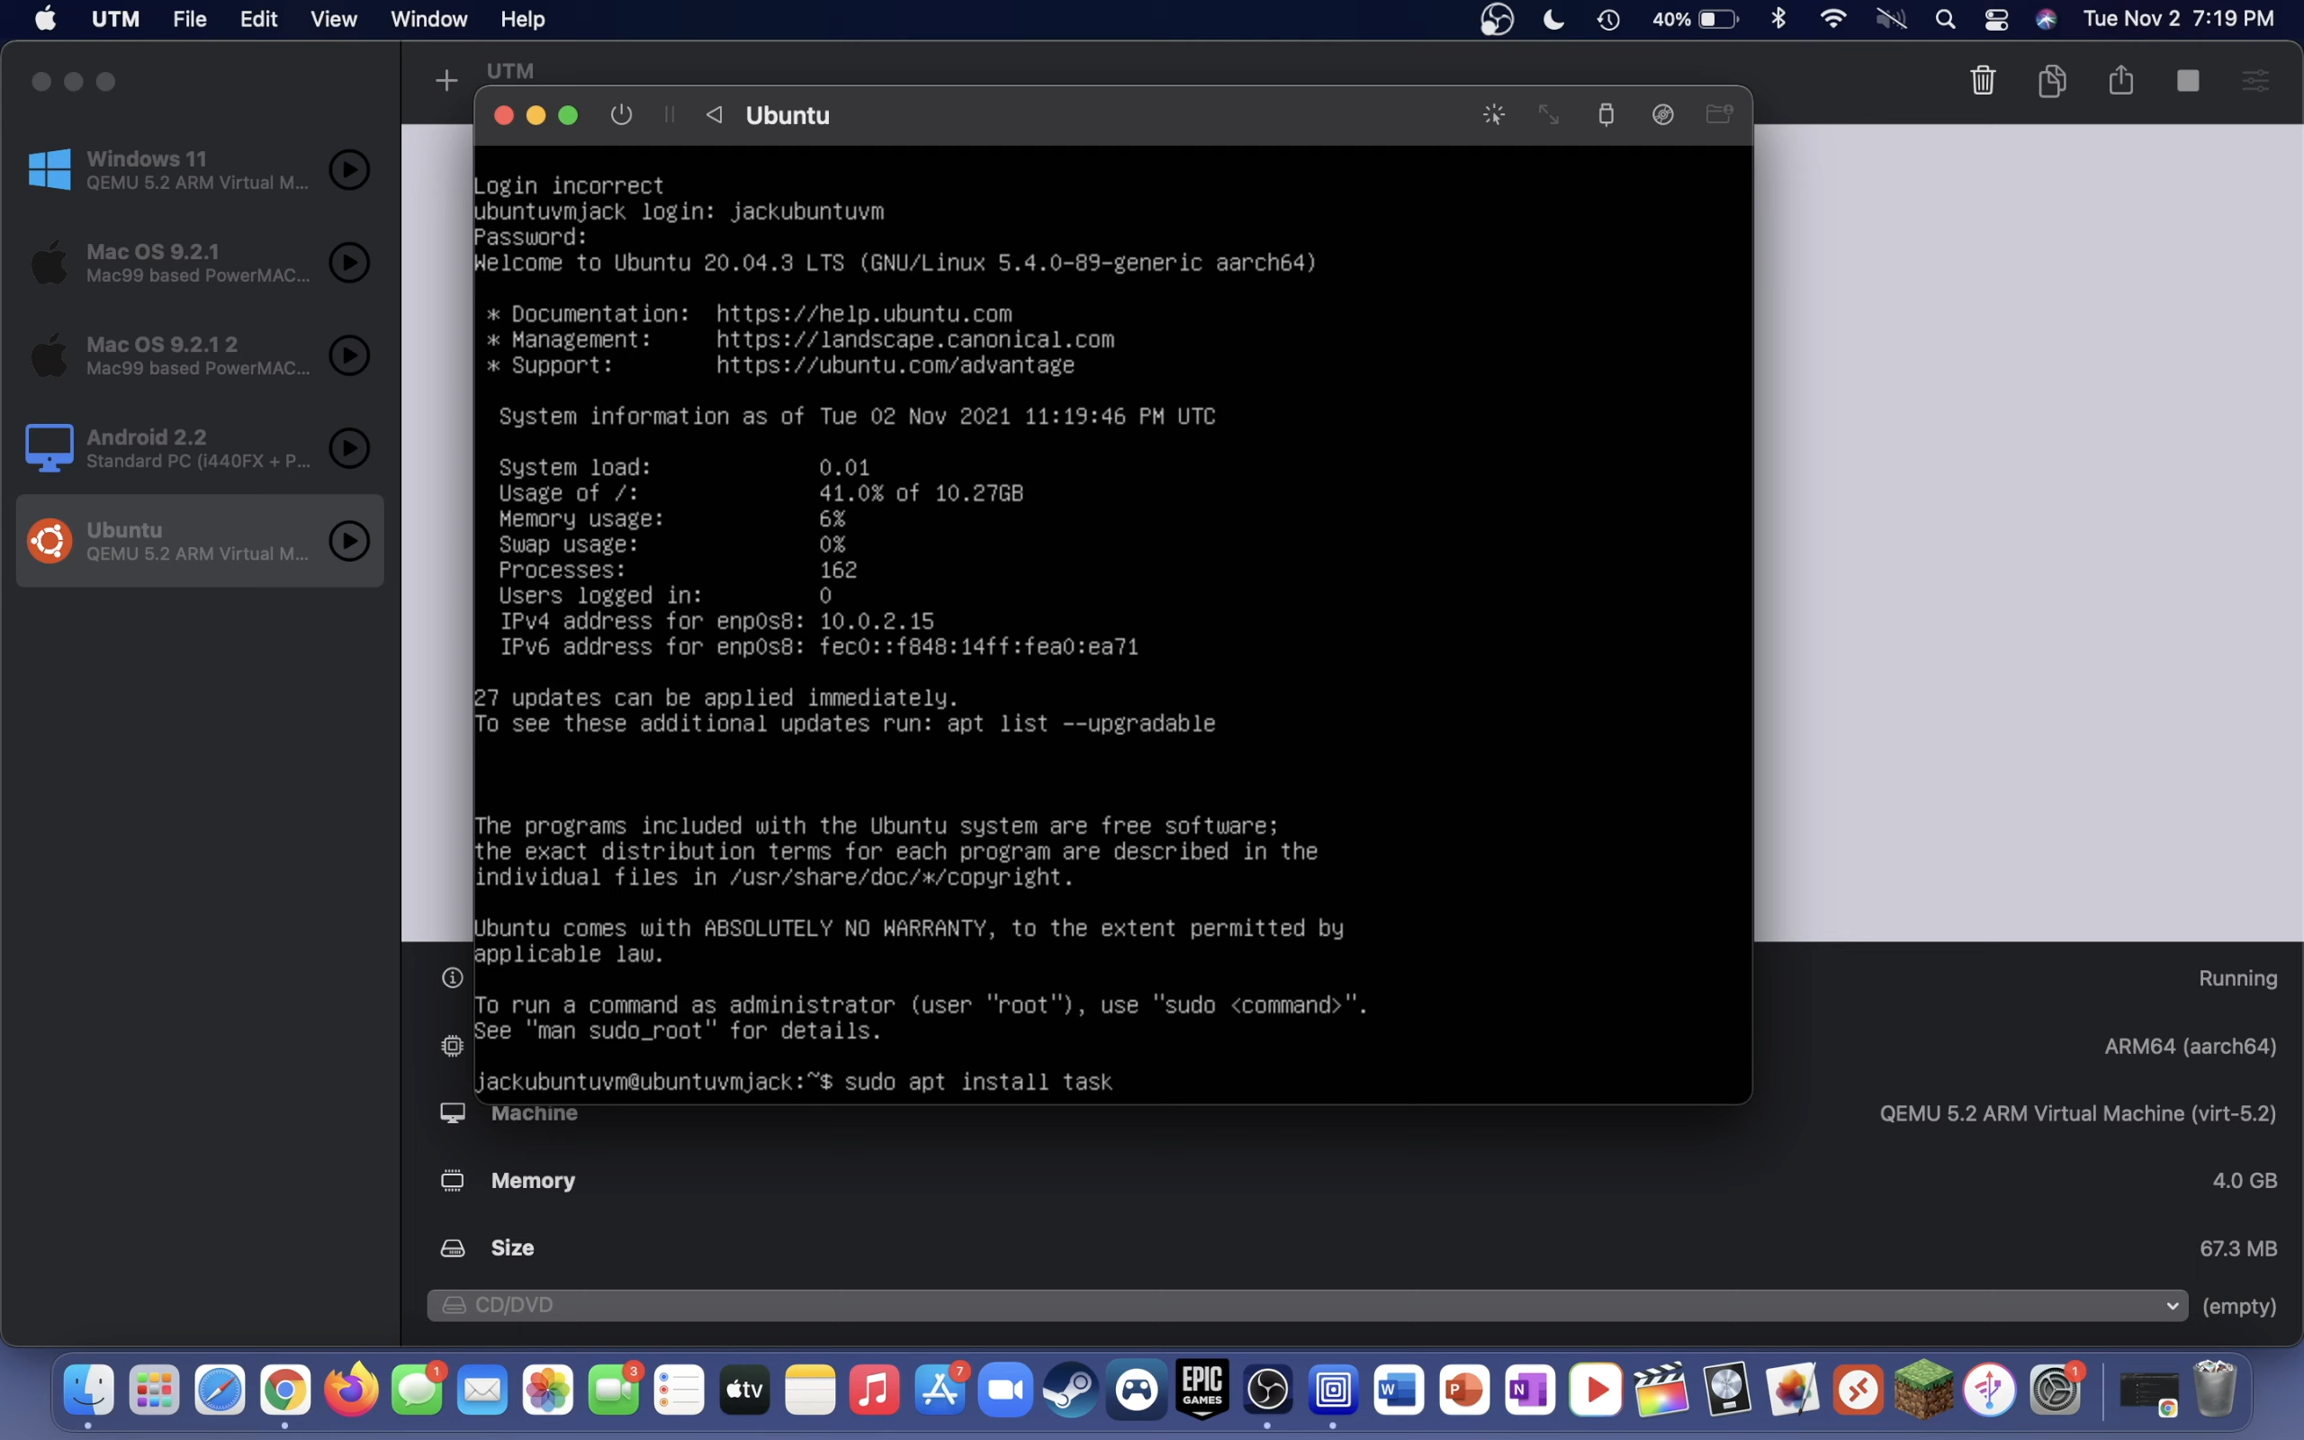 UTM File Edit View Window Help 40% Tue Nov 2 7:19 PM
UTM
Ubuntu
Windows 11
QEMU 5.2 ARM Virtual M...
Mac OS 9.2.1
Mac99 based PowerMAC...
Mac OS 9.2.1 2
Mac99 based PowerMAC...
Android 2.2
Standard PC (i440FX + P...
Ubuntu
QEMU 5.2 ARM Virtual M...
Login incorrect
ubuntuvmjack login: jackubuntuvm
Password:
Welcome to Ubuntu 20.04.3 LTS (GNU/Linux 5.4.0-89-generic aarch64)
* Documentation: https://help.ubuntu.com
* Management: https://landscape.canonical.com
* Support: https://ubuntu.com/advantage
System information as of Tue 02 Nov 2021 11:19:46 PM UTC
System load: 0.01
Usage of /: 41.0% of 10.27GB
Memory usage: 6%
Swap usage: 0%
Processes: 162
Users logged in: 0
IPv4 address for enp0s8: 10.0.2.15
IPv6 address for enp0s8: fec0::f848:14ff:fea0:ea71
27 updates can be applied immediately.
To see these additional updates run: apt list --upgradable
The programs included with the Ubuntu system are free software;
the exact distribution terms for each program are described in the
individual files in /usr/share/doc/*/copyright.
Ubuntu comes with ABSOLUTELY NO WARRANTY, to the extent permitted by
applicable law.
To run a command as administrator (user "root"), use "sudo <command>".
See "man sudo_root" for details.
jackubuntuvm@ubuntuvmjack:~$ sudo apt install task
Running
ARM64 (aarch64)
Machine QEMU 5.2 ARM Virtual Machine (virt-5.2)
Memory 4.0 GB
Size 67.3 MB
CD/DVD (empty)
1 3 tv 7 EPIC GAMES W P N 1